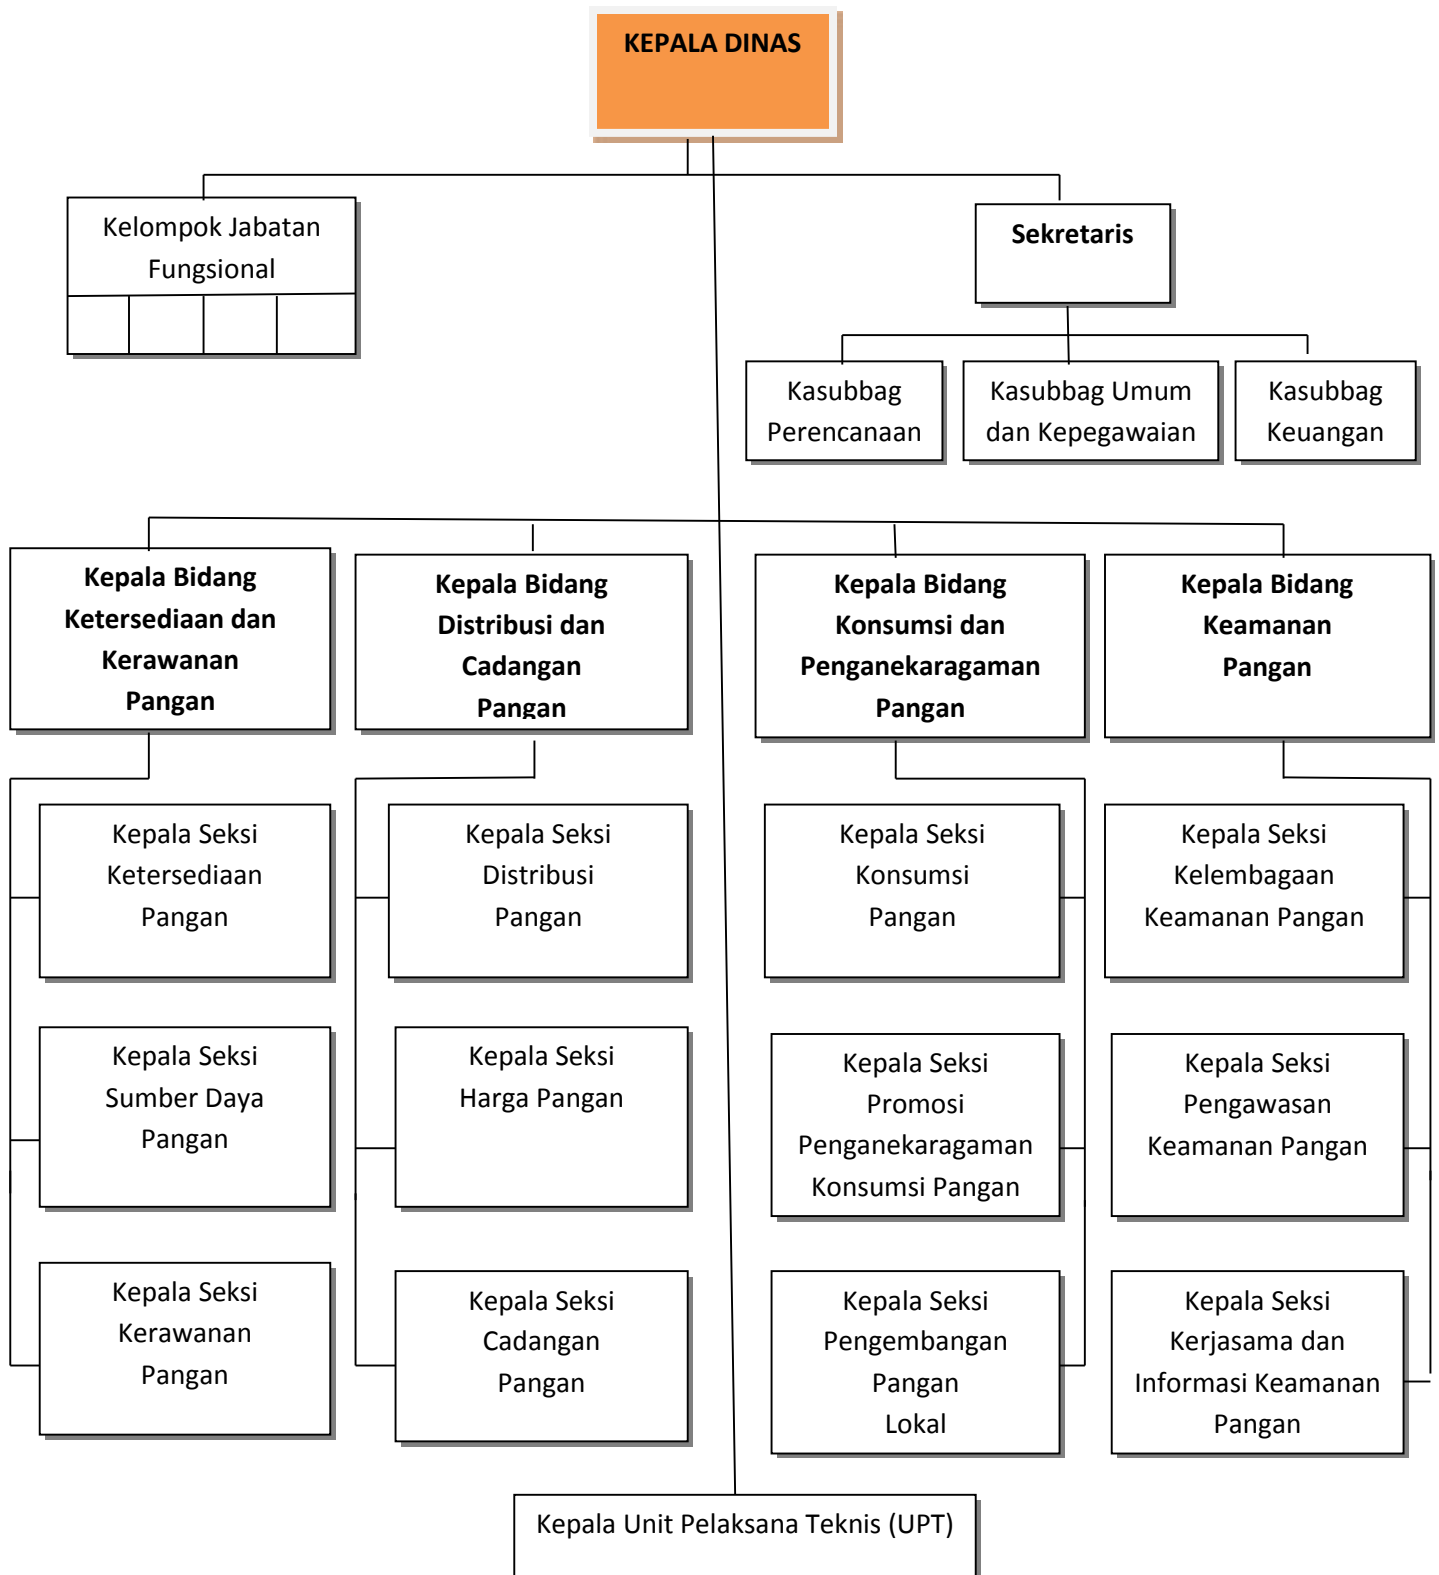 KEPALA DINAS
Kelompok Jabatan
Fungsional
Sekretaris
Kasubbag
Perencanaan
Kasubbag Umum
dan Kepegawaian
Kasubbag
Keuangan
Kepala Bidang
Ketersediaan dan
Kerawanan
Pangan
Kepala Bidang
Distribusi dan
Cadangan
Pangan
Kepala Bidang
Konsumsi dan
Penganekaragaman
Pangan
Kepala Bidang
Keamanan
Pangan
Kepala Seksi
Ketersediaan
Pangan
Kepala Seksi
Distribusi
Pangan
Kepala Seksi
Konsumsi
Pangan
Kepala Seksi
Kelembagaan
Keamanan Pangan
Kepala Seksi
Sumber Daya
Pangan
Kepala Seksi
Harga Pangan
Kepala Seksi
Promosi
Penganekaragaman
Konsumsi Pangan
Kepala Seksi
Pengawasan
Keamanan Pangan
Kepala Seksi
Kerawanan
Pangan
Kepala Seksi
Cadangan
Pangan
Kepala Seksi
Pengembangan
Pangan
Lokal
Kepala Seksi
Kerjasama dan
Informasi Keamanan
Pangan
Kepala Unit Pelaksana Teknis (UPT)